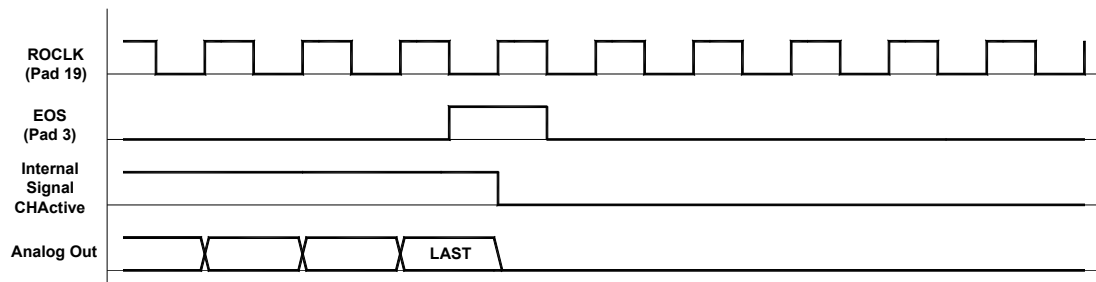 ROCLK
(Pad 19)
EOS
(Pad 3)
Internal
Signal
CHActive
Analog Out
LAST